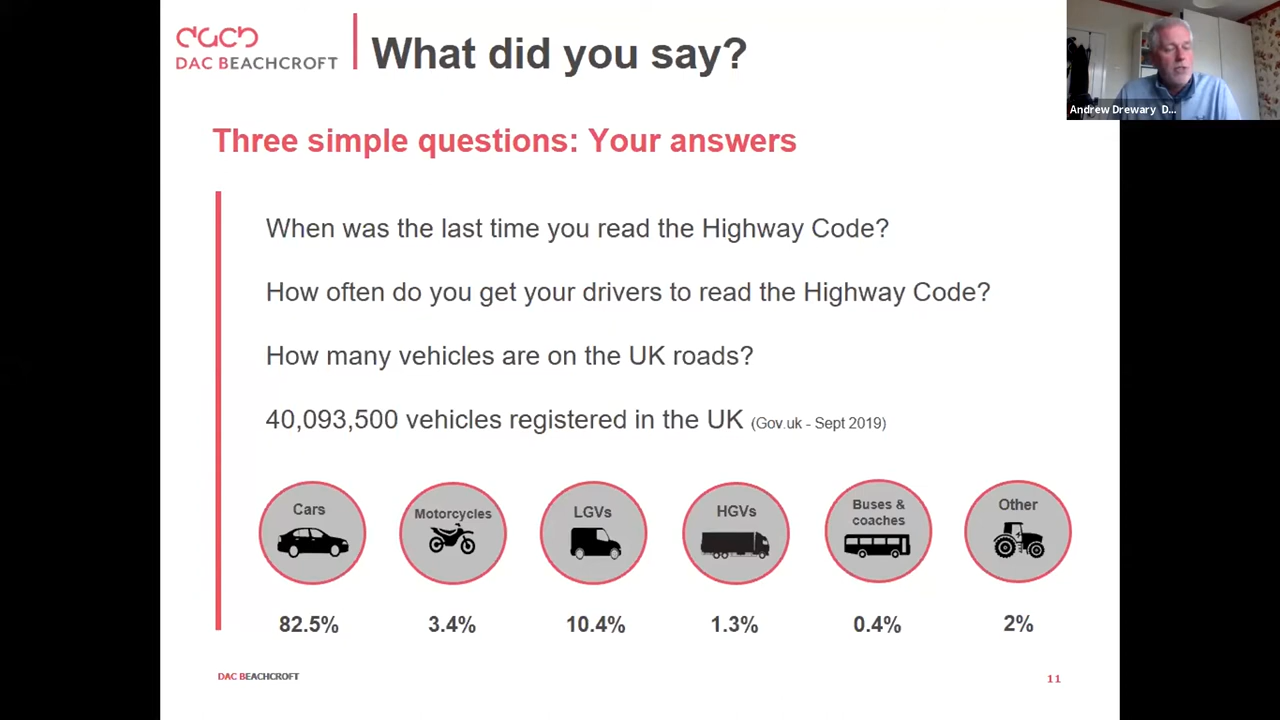 DAC BEACHCROFT
What did you say?
Andrew Drewary D...
Three simple questions: Your answers
When was the last time you read the Highway Code?
How often do you get your drivers to read the Highway Code?
How many vehicles are on the UK roads?
40,093,500 vehicles registered in the UK (Gov.uk - Sept 2019)
Cars
Motorcycles
LGVs
HGVs
Buses &
coaches
Other
82.5%
3.4%
10.4%
1.3%
0.4%
2%
DAC BEACHCROFT
11